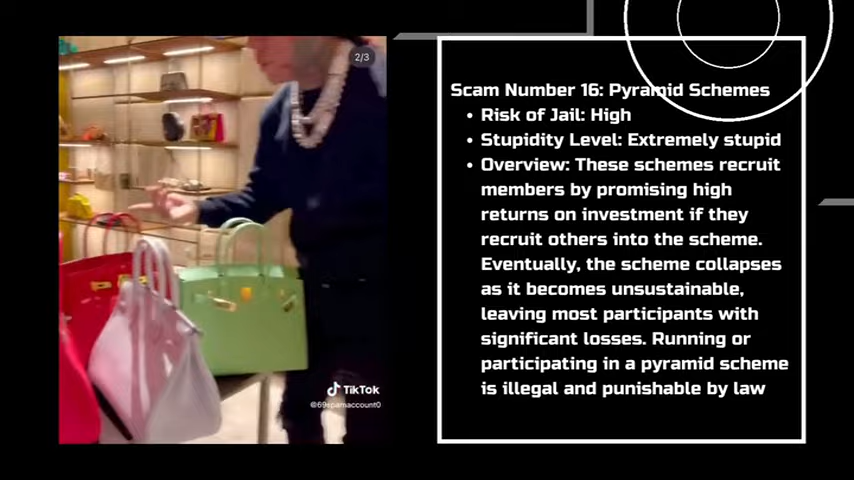 2/3
TikTok
@69spamaccount0
Scam Number 16: Pyramid Schemes
• Risk of Jail: High
• Stupidity Level: Extremely stupid
• Overview: These schemes recruit
members by promising high
returns on investment if they
recruit others into the scheme.
Eventually, the scheme collapses
as it becomes unsustainable,
leaving most participants with
significant losses. Running or
participating in a pyramid scheme
is illegal and punishable by law